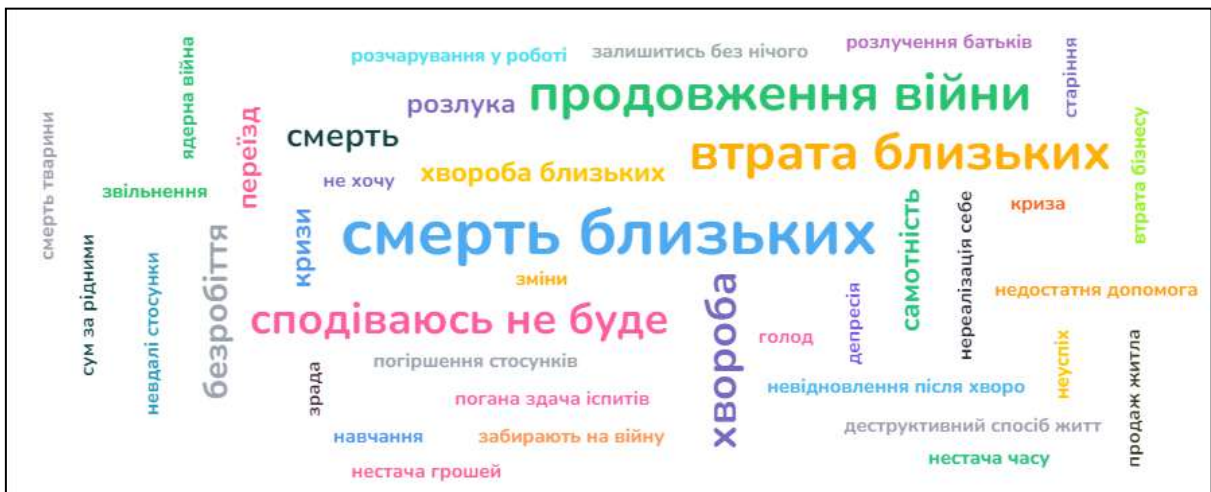 розчарування у роботі
залишитись без нічого
розлучення батьків
ядерна війна
старіння
продовження війни
розлука
переїзд
смерть
втрата бізнесу
смерть тварини
втрата близьких
хвороба близьких
не хочу
звільнення
самотність
нереалізація себе
криза
кризи
смерть близьких
безробіття
сум за рідними
невдалі стосунки
зміни
хвороба
депресія
недостатня допомога
сподіваюсь не буде
голод
неуспіх
продаж житла
погіршення стосунків
зрада
невідновлення після хворо
погана здача іспитів
деструктивний спосіб житт
навчання
забирають на війну
нестача часу
нестача грошей